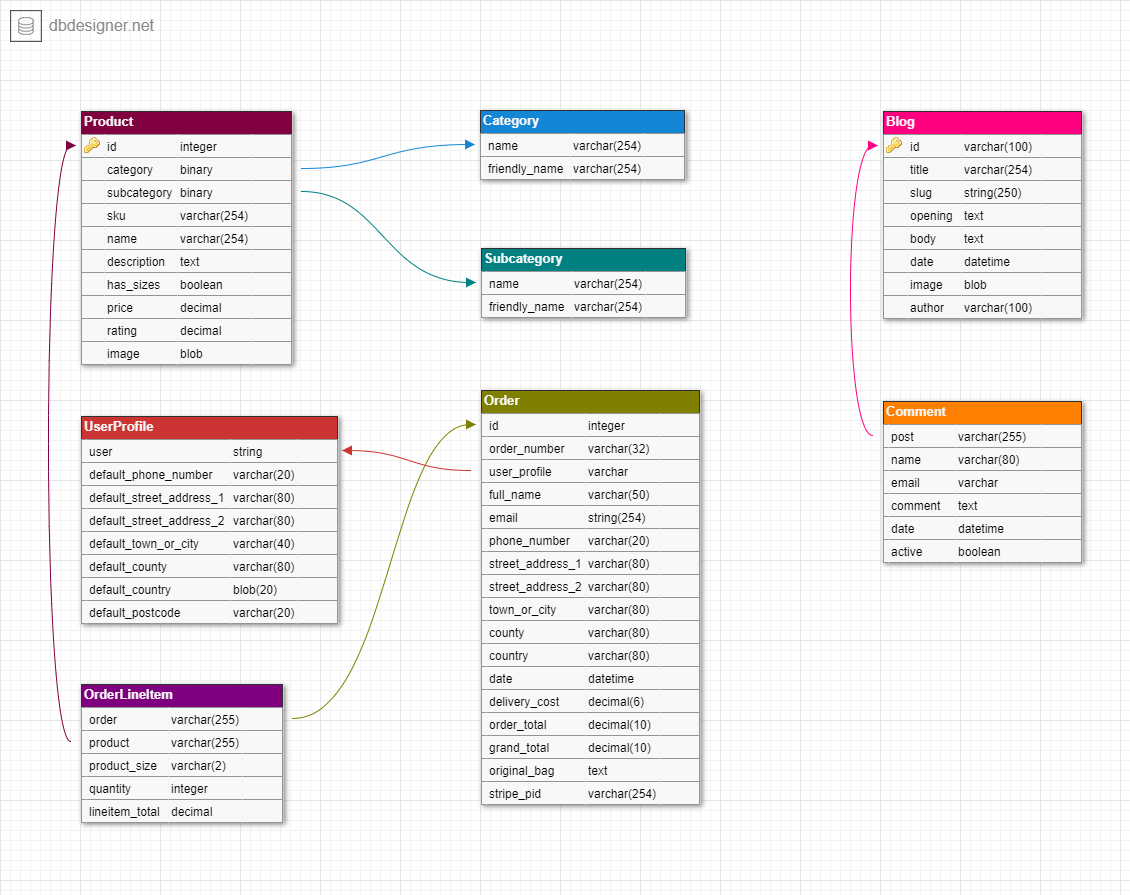 dbdesigner.net
Product
id integer
category binary
subcategory binary
sku varchar(254)
name varchar(254)
description text
has_sizes boolean
price decimal
rating decimal
image blob
Category
name varchar(254)
friendly_name varchar(254)
Subcategory
name varchar(254)
friendly_name varchar(254)
Blog
id varchar(100)
title varchar(254)
slug string(250)
opening text
body text
date datetime
image blob
author varchar(100)
UserProfile
user string
default_phone_number varchar(20)
default_street_address_1 varchar(80)
default_street_address_2 varchar(80)
default_town_or_city varchar(40)
default_county varchar(80)
default_country blob(20)
default_postcode varchar(20)
Order
id integer
order_number varchar(32)
user_profile varchar
full_name varchar(50)
email string(254)
phone_number varchar(20)
street_address_1 varchar(80)
street_address_2 varchar(80)
town_or_city varchar(80)
county varchar(80)
country varchar(80)
date datetime
delivery_cost decimal(6)
order_total decimal(10)
grand_total decimal(10)
original_bag text
stripe_pid varchar(254)
Comment
post varchar(255)
name varchar(80)
email varchar
comment text
date datetime
active boolean
OrderLineItem
order varchar(255)
product varchar(255)
product_size varchar(2)
quantity integer
lineitem_total decimal